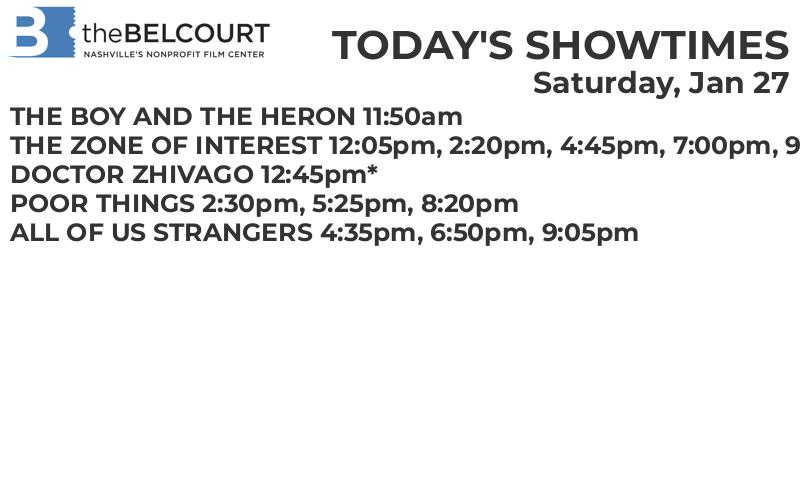 B theBELCOURT
NASHVILLE'S NONPROFIT FILM CENTER
TODAY'S SHOWTIMES
Saturday, Jan 27
THE BOY AND THE HERON 11:50am
THE ZONE OF INTEREST 12:05pm, 2:20pm, 4:45pm, 7:00pm, 9
DOCTOR ZHIVAGO 12:45pm*
POOR THINGS 2:30pm, 5:25pm, 8:20pm
ALL OF US STRANGERS 4:35pm, 6:50pm, 9:05pm